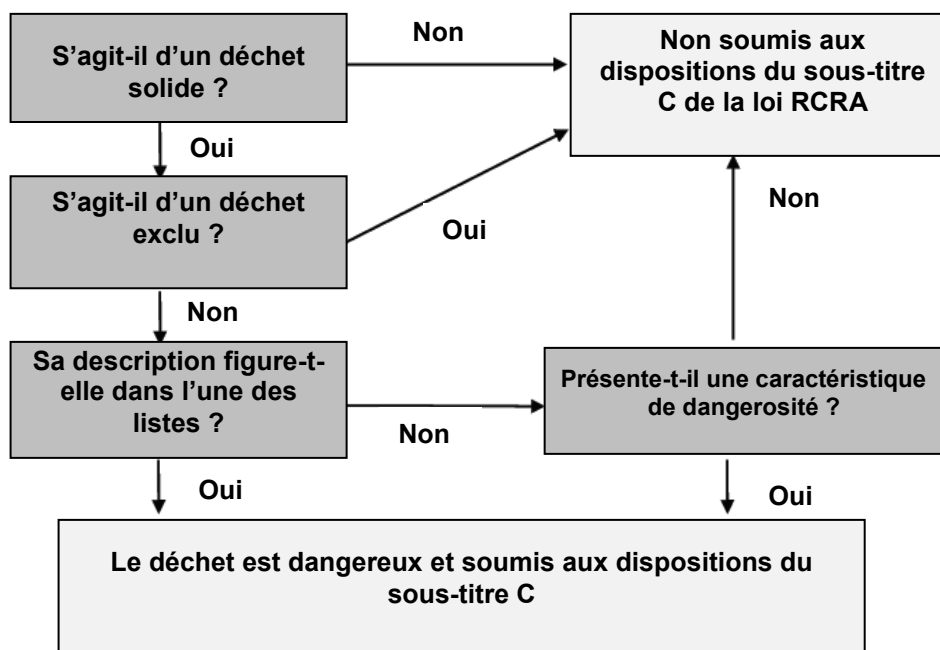 S’agit-il d’un déchet
solide ?
Non
Non soumis aux
dispositions du sous-titre
C de la loi RCRA
Oui
S’agit-il d’un déchet
exclu ?
Oui
Non
Non
Sa description figure-t-
elle dans l’une des
listes ?
Non
Présente-t-il une caractéristique
de dangerosité ?
Oui
Oui
Le déchet est dangereux et soumis aux dispositions du
sous-titre C